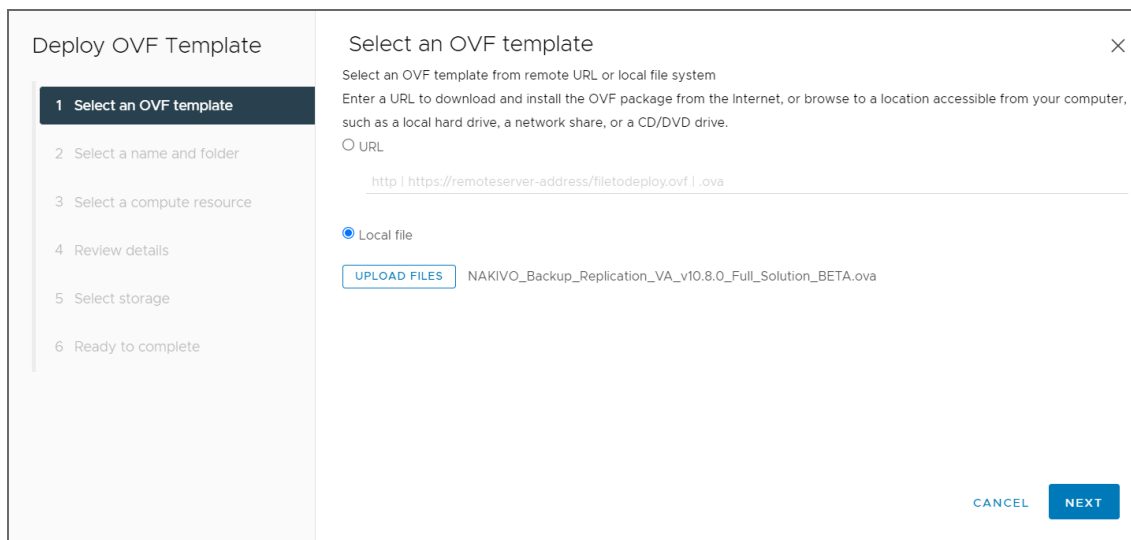 Deploy OVF Template
1 Select an OVF template
2 Select a name and folder
3 Select a compute resource
4 Review details
5 Select storage
6 Ready to complete
Select an OVF template
Select an OVF template from remote URL or local file system
Enter a URL to download and install the OVF package from the Internet, or browse to a location accessible from your computer,
such as a local hard drive, a network share, or a CD/DVD drive.
URL
http | https://remoteserver-address/filetodeploy.ovf | .ova
Local file
UPLOAD FILES NAKIVO_Backup_Replication_VA_v10.8.0_Full_Solution_BETA.ova
CANCEL NEXT